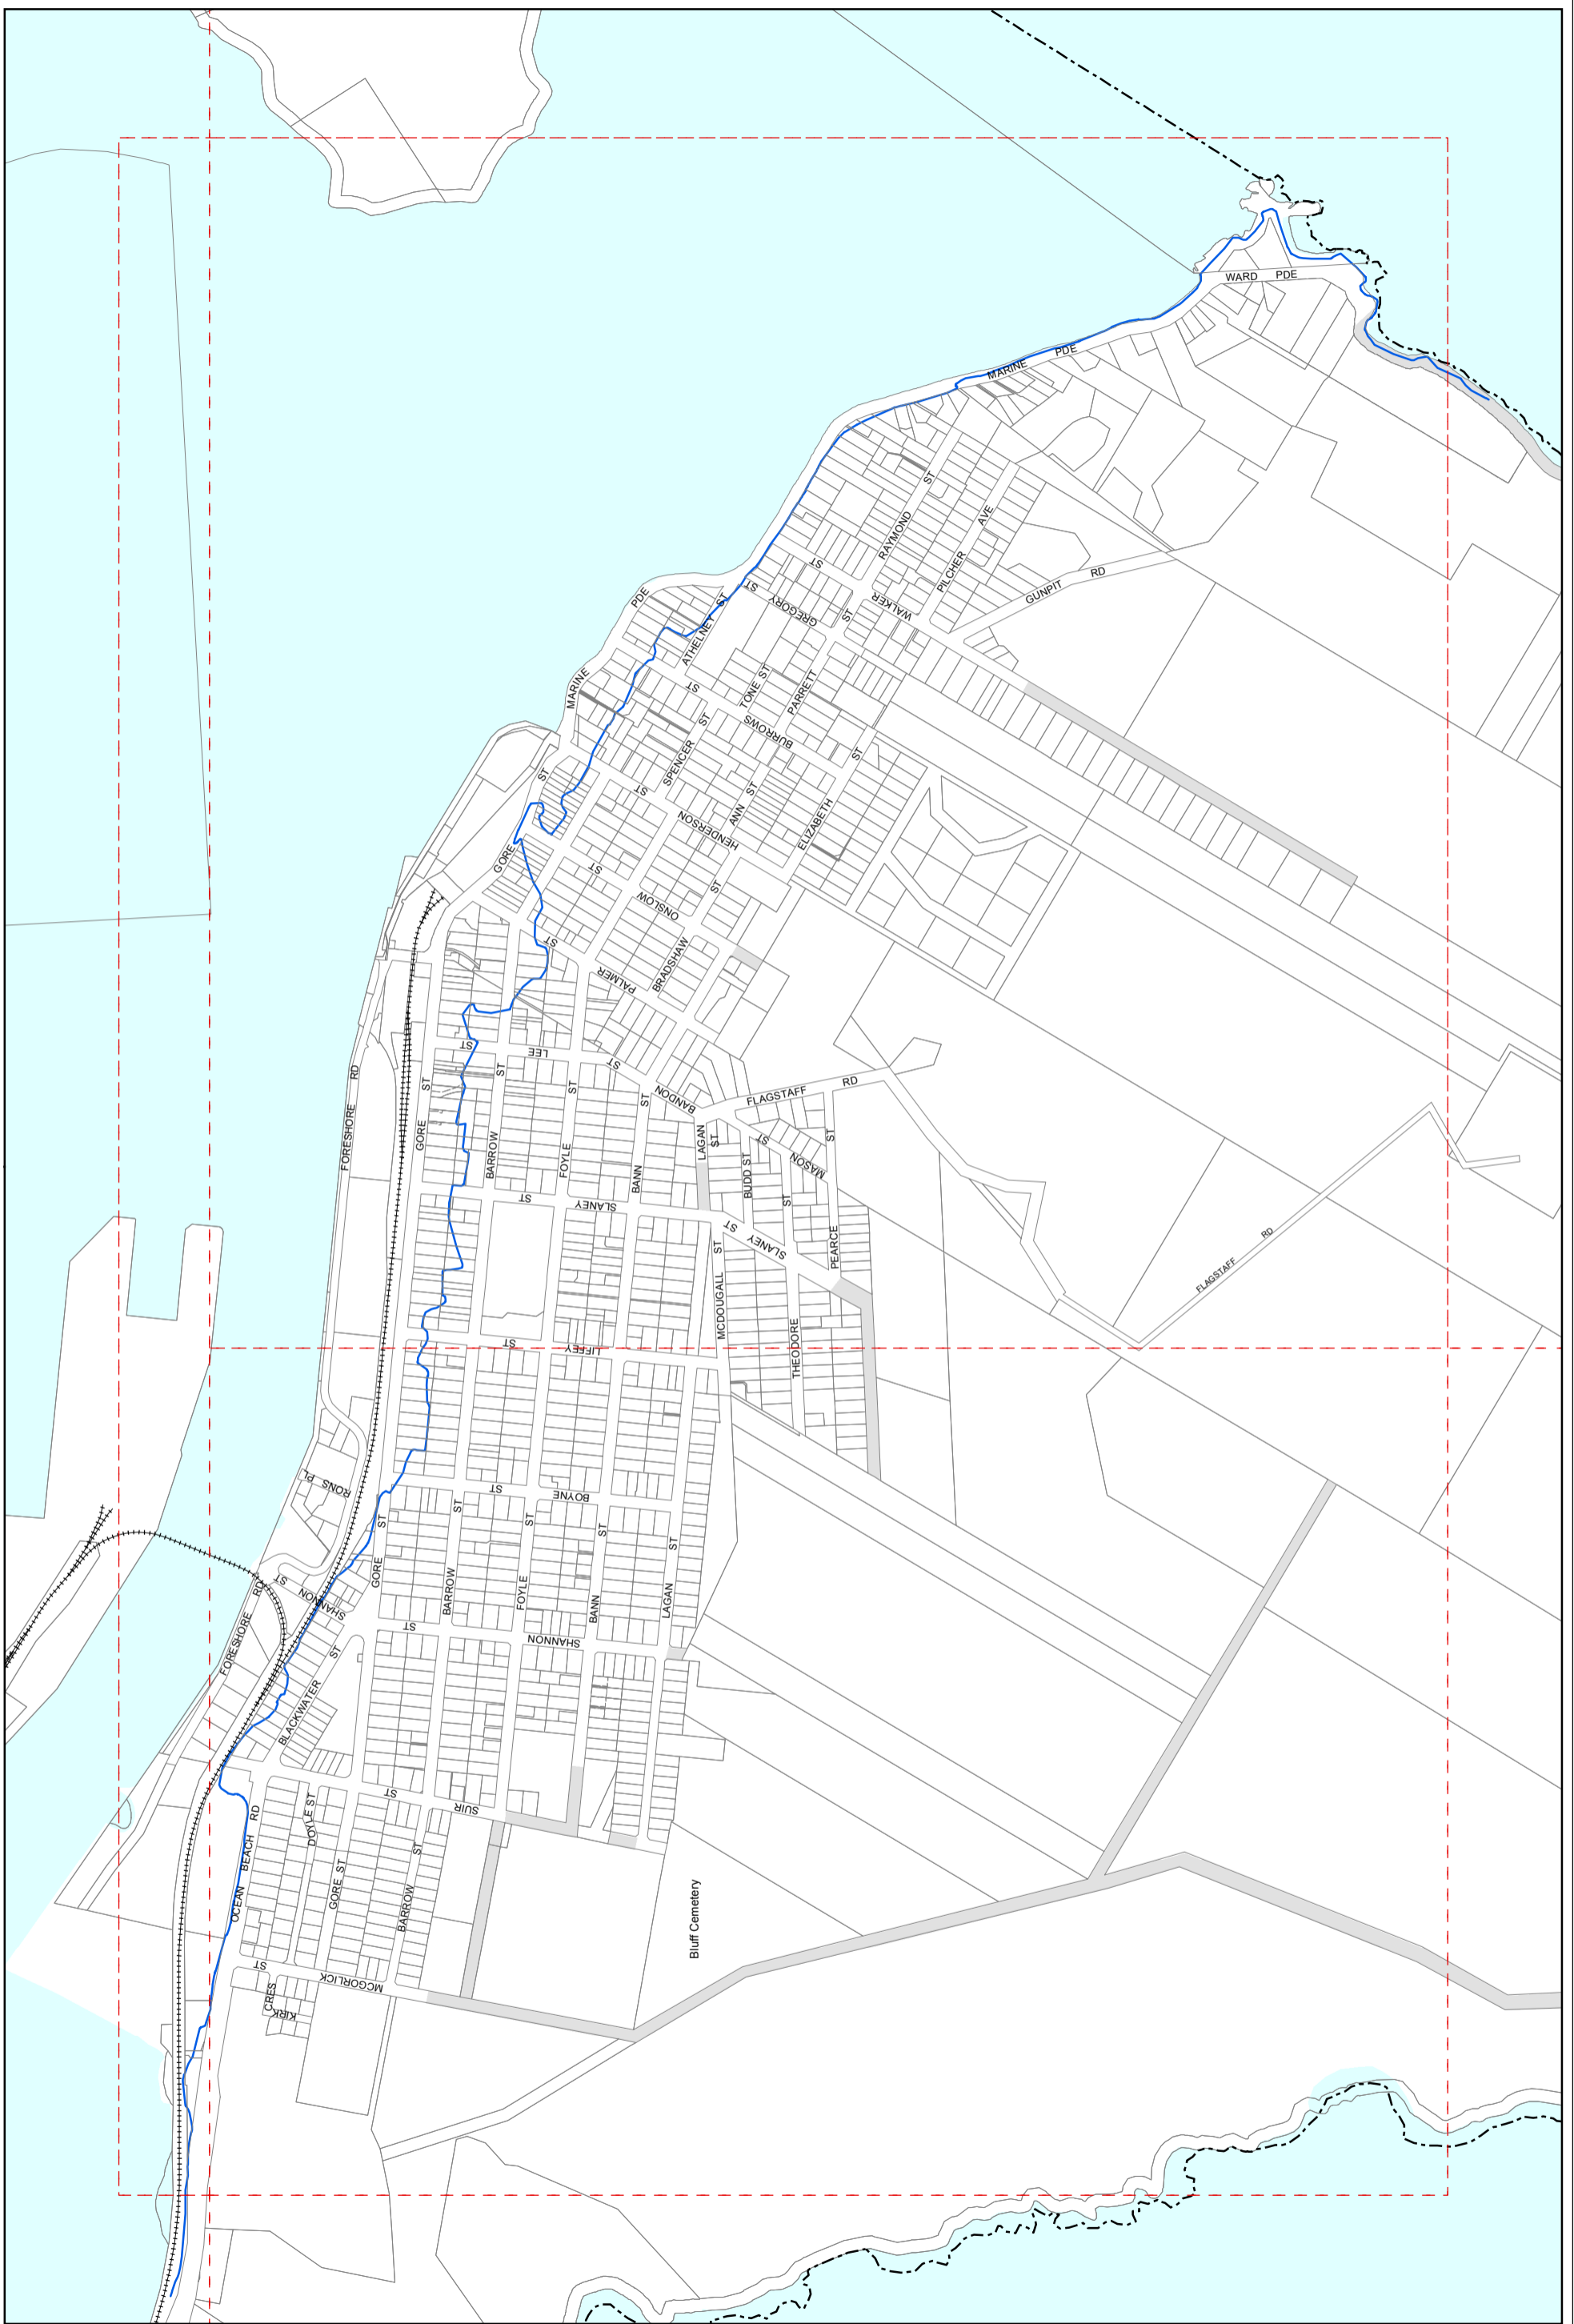 WARD PDE
MARINE PDE
RAYMOND ST
PILCHER AVE
GUNPIT RD
WALKER ST
GREGORY ST
ATHELNEY ST
MARINE PDE
TONE ST
PARRETT ST
BURROWS ST
SPENCER ST
ANN ST
ELIZABETH ST
HENDERSON ST
GORE ST
ONSLOW ST
BRADSHAW ST
PALMER ST
LEE ST
BANDON ST
FLAGSTAFF RD
FORESHORE RD
GORE ST
BARROW ST
FOYLE ST
BANN ST
LAGAN ST
BUDD ST
MASON ST
PEARCE ST
SLANEY ST
SLANEY ST
MCDOUGALL ST
THEODORE ST
FLAGSTAFF RD
LIFFEY ST
RONS PL
BOYNE ST
GORE ST
BARROW ST
FOYLE ST
BANN ST
LAGAN ST
SHANNON ST
FORESHORE RD
SHANNON ST
BLACKWATER ST
SUIR ST
DOYLE ST
OCEAN BEACH RD
GORE ST
BARROW ST
Bluff Cemetery
MCGORLICK ST
KIRK CRES